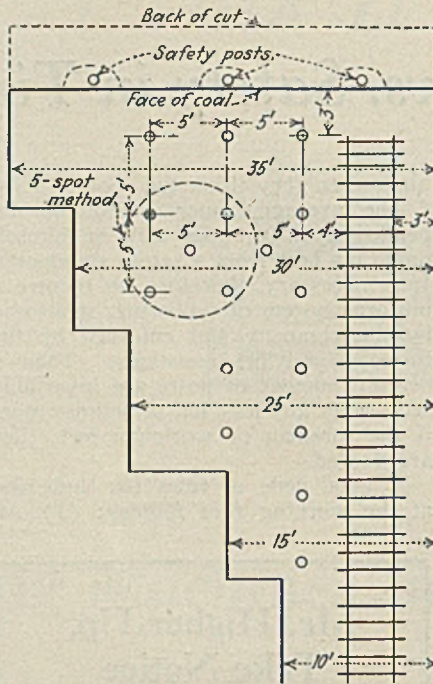 Back of cut
Safety posts
Face of coal
3'
5' 5'
35'
5-spot
method
5'
3'
5' 5' 4'
5'
30'
25'
15'
10'